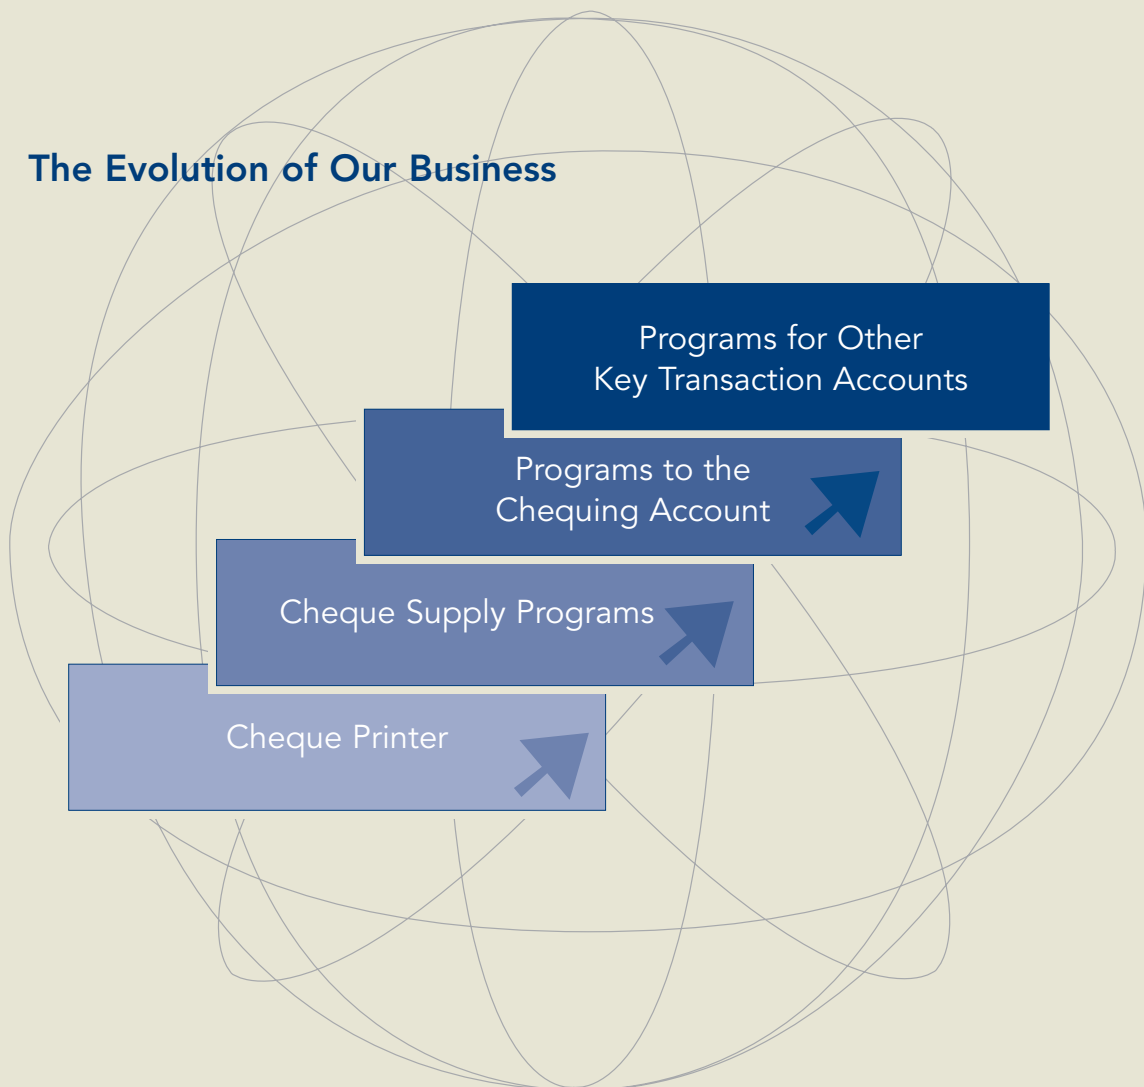 The Evolution of Our Business
Programs for Other
Key Transaction Accounts
Programs to the
Chequing Account
Cheque Supply Programs
Cheque Printer